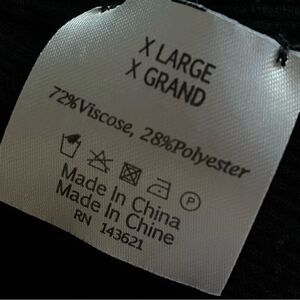 X LARGE
X GRAND
72%Viscose, 28%Polyester
P
Made in China
Made in Chine
RN 143621